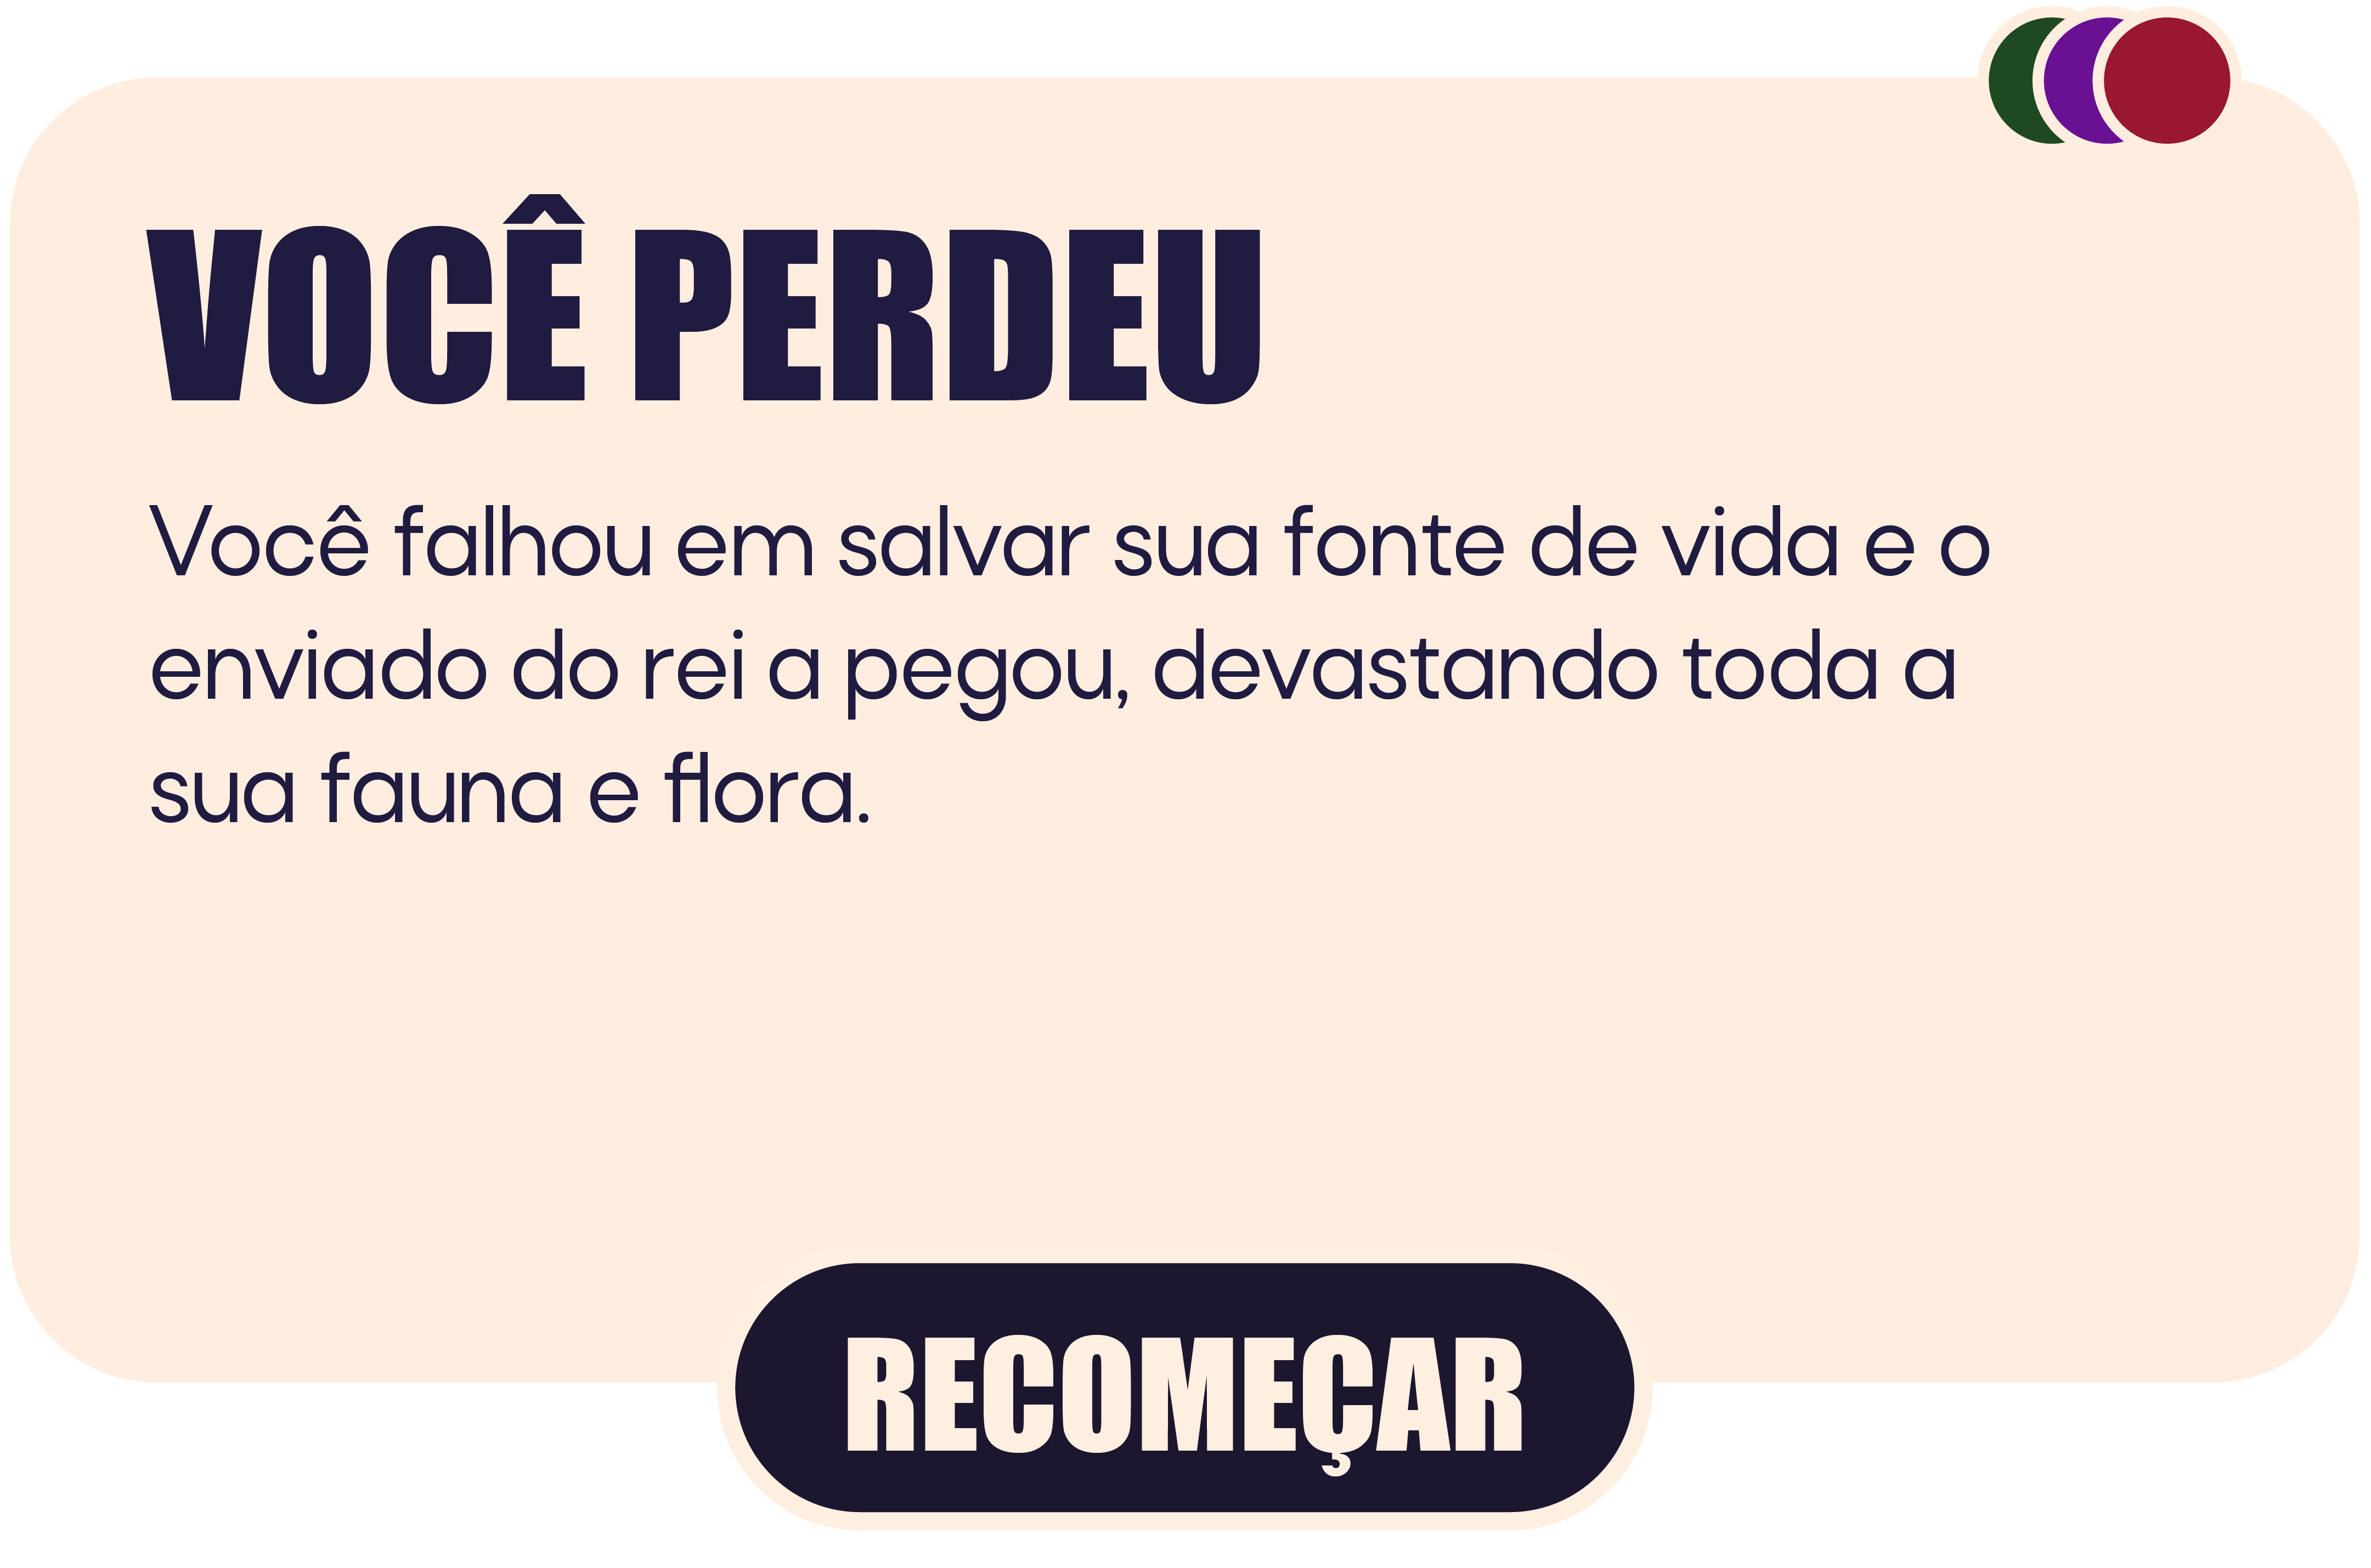 VOCÊ PERDEU
Você falhou em salvar sua fonte de vida e o
enviado do rei a pegou, devastando toda a
sua fauna e flora.
RECOMEÇAR